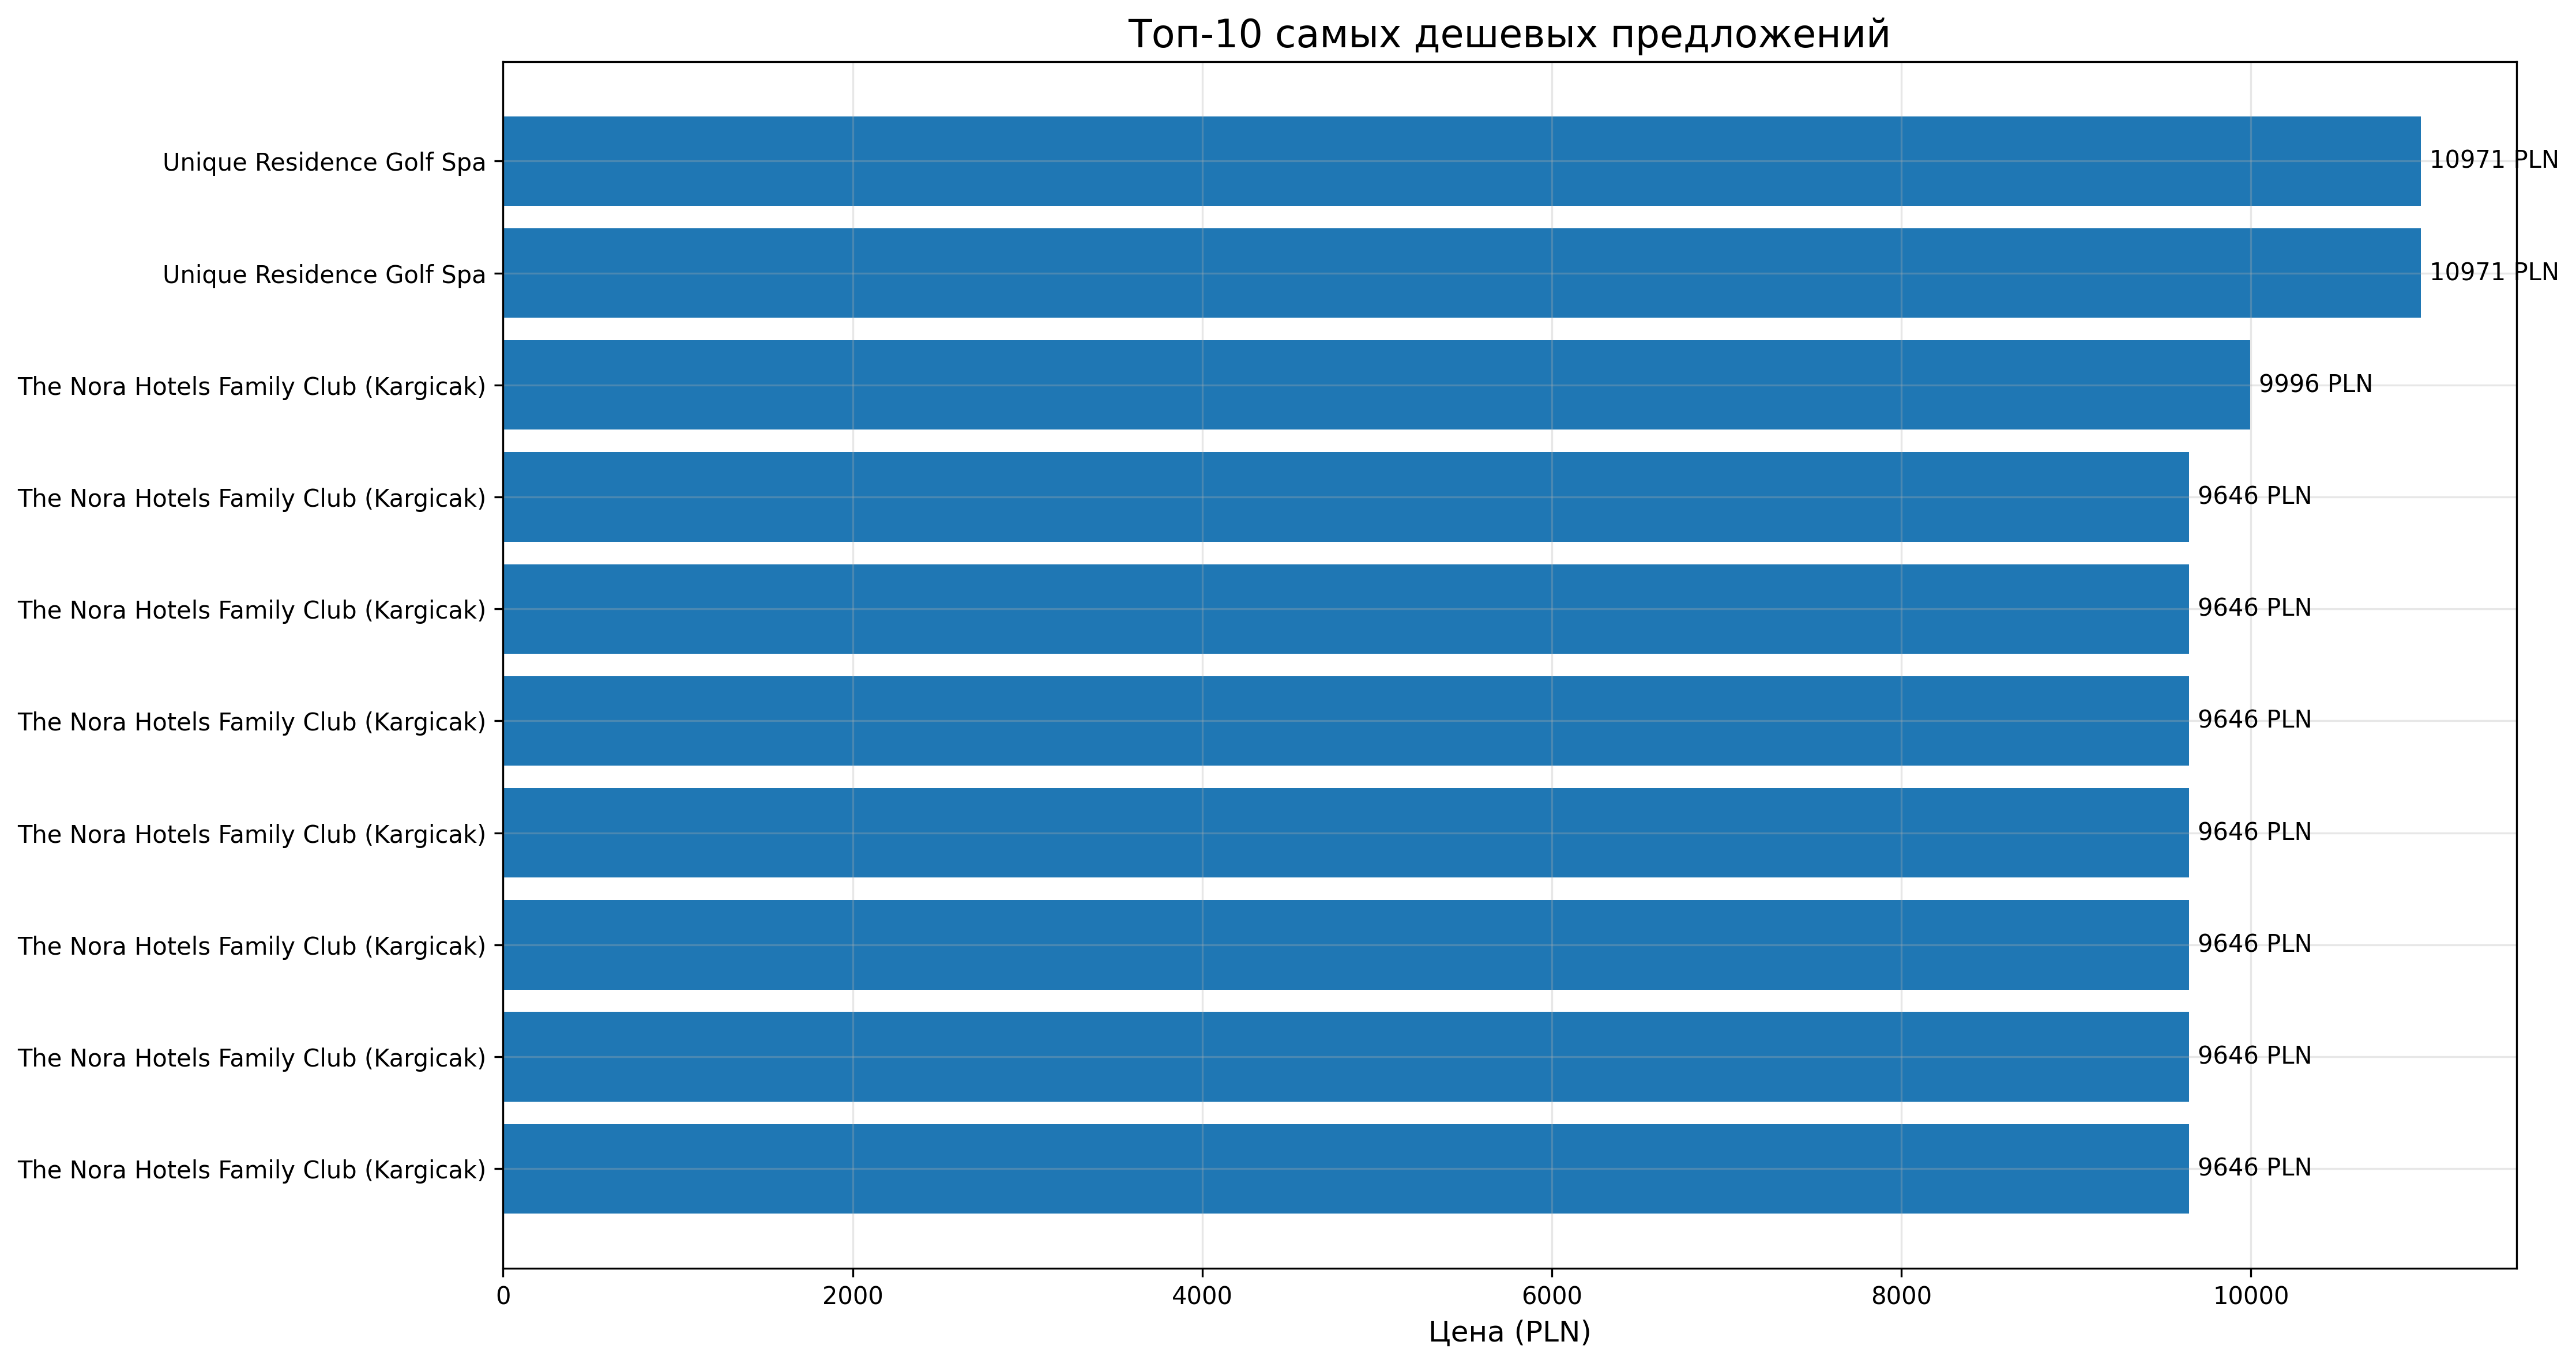 Топ-10 самых дешевых предложений
Unique Residence Golf Spa 10971 PLN
Unique Residence Golf Spa 10971 PLN
The Nora Hotels Family Club (Kargicak) 9996 PLN
The Nora Hotels Family Club (Kargicak) 9646 PLN
The Nora Hotels Family Club (Kargicak) 9646 PLN
The Nora Hotels Family Club (Kargicak) 9646 PLN
The Nora Hotels Family Club (Kargicak) 9646 PLN
The Nora Hotels Family Club (Kargicak) 9646 PLN
The Nora Hotels Family Club (Kargicak) 9646 PLN
The Nora Hotels Family Club (Kargicak) 9646 PLN
0 2000 4000 6000 8000 10000
Цена (PLN)